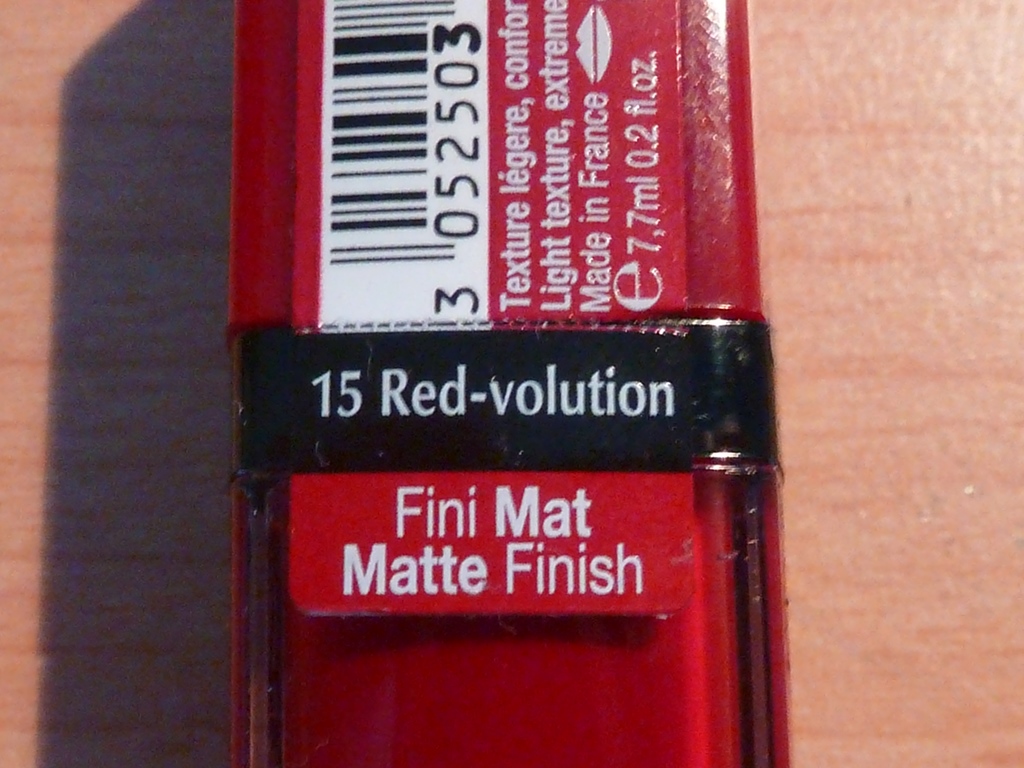 3 052503
Texture légere, confor
Light texture, extreme
Made in France
e 7,7ml 0.2 fl.oz.
15 Red-volution
Fini Mat
Matte Finish